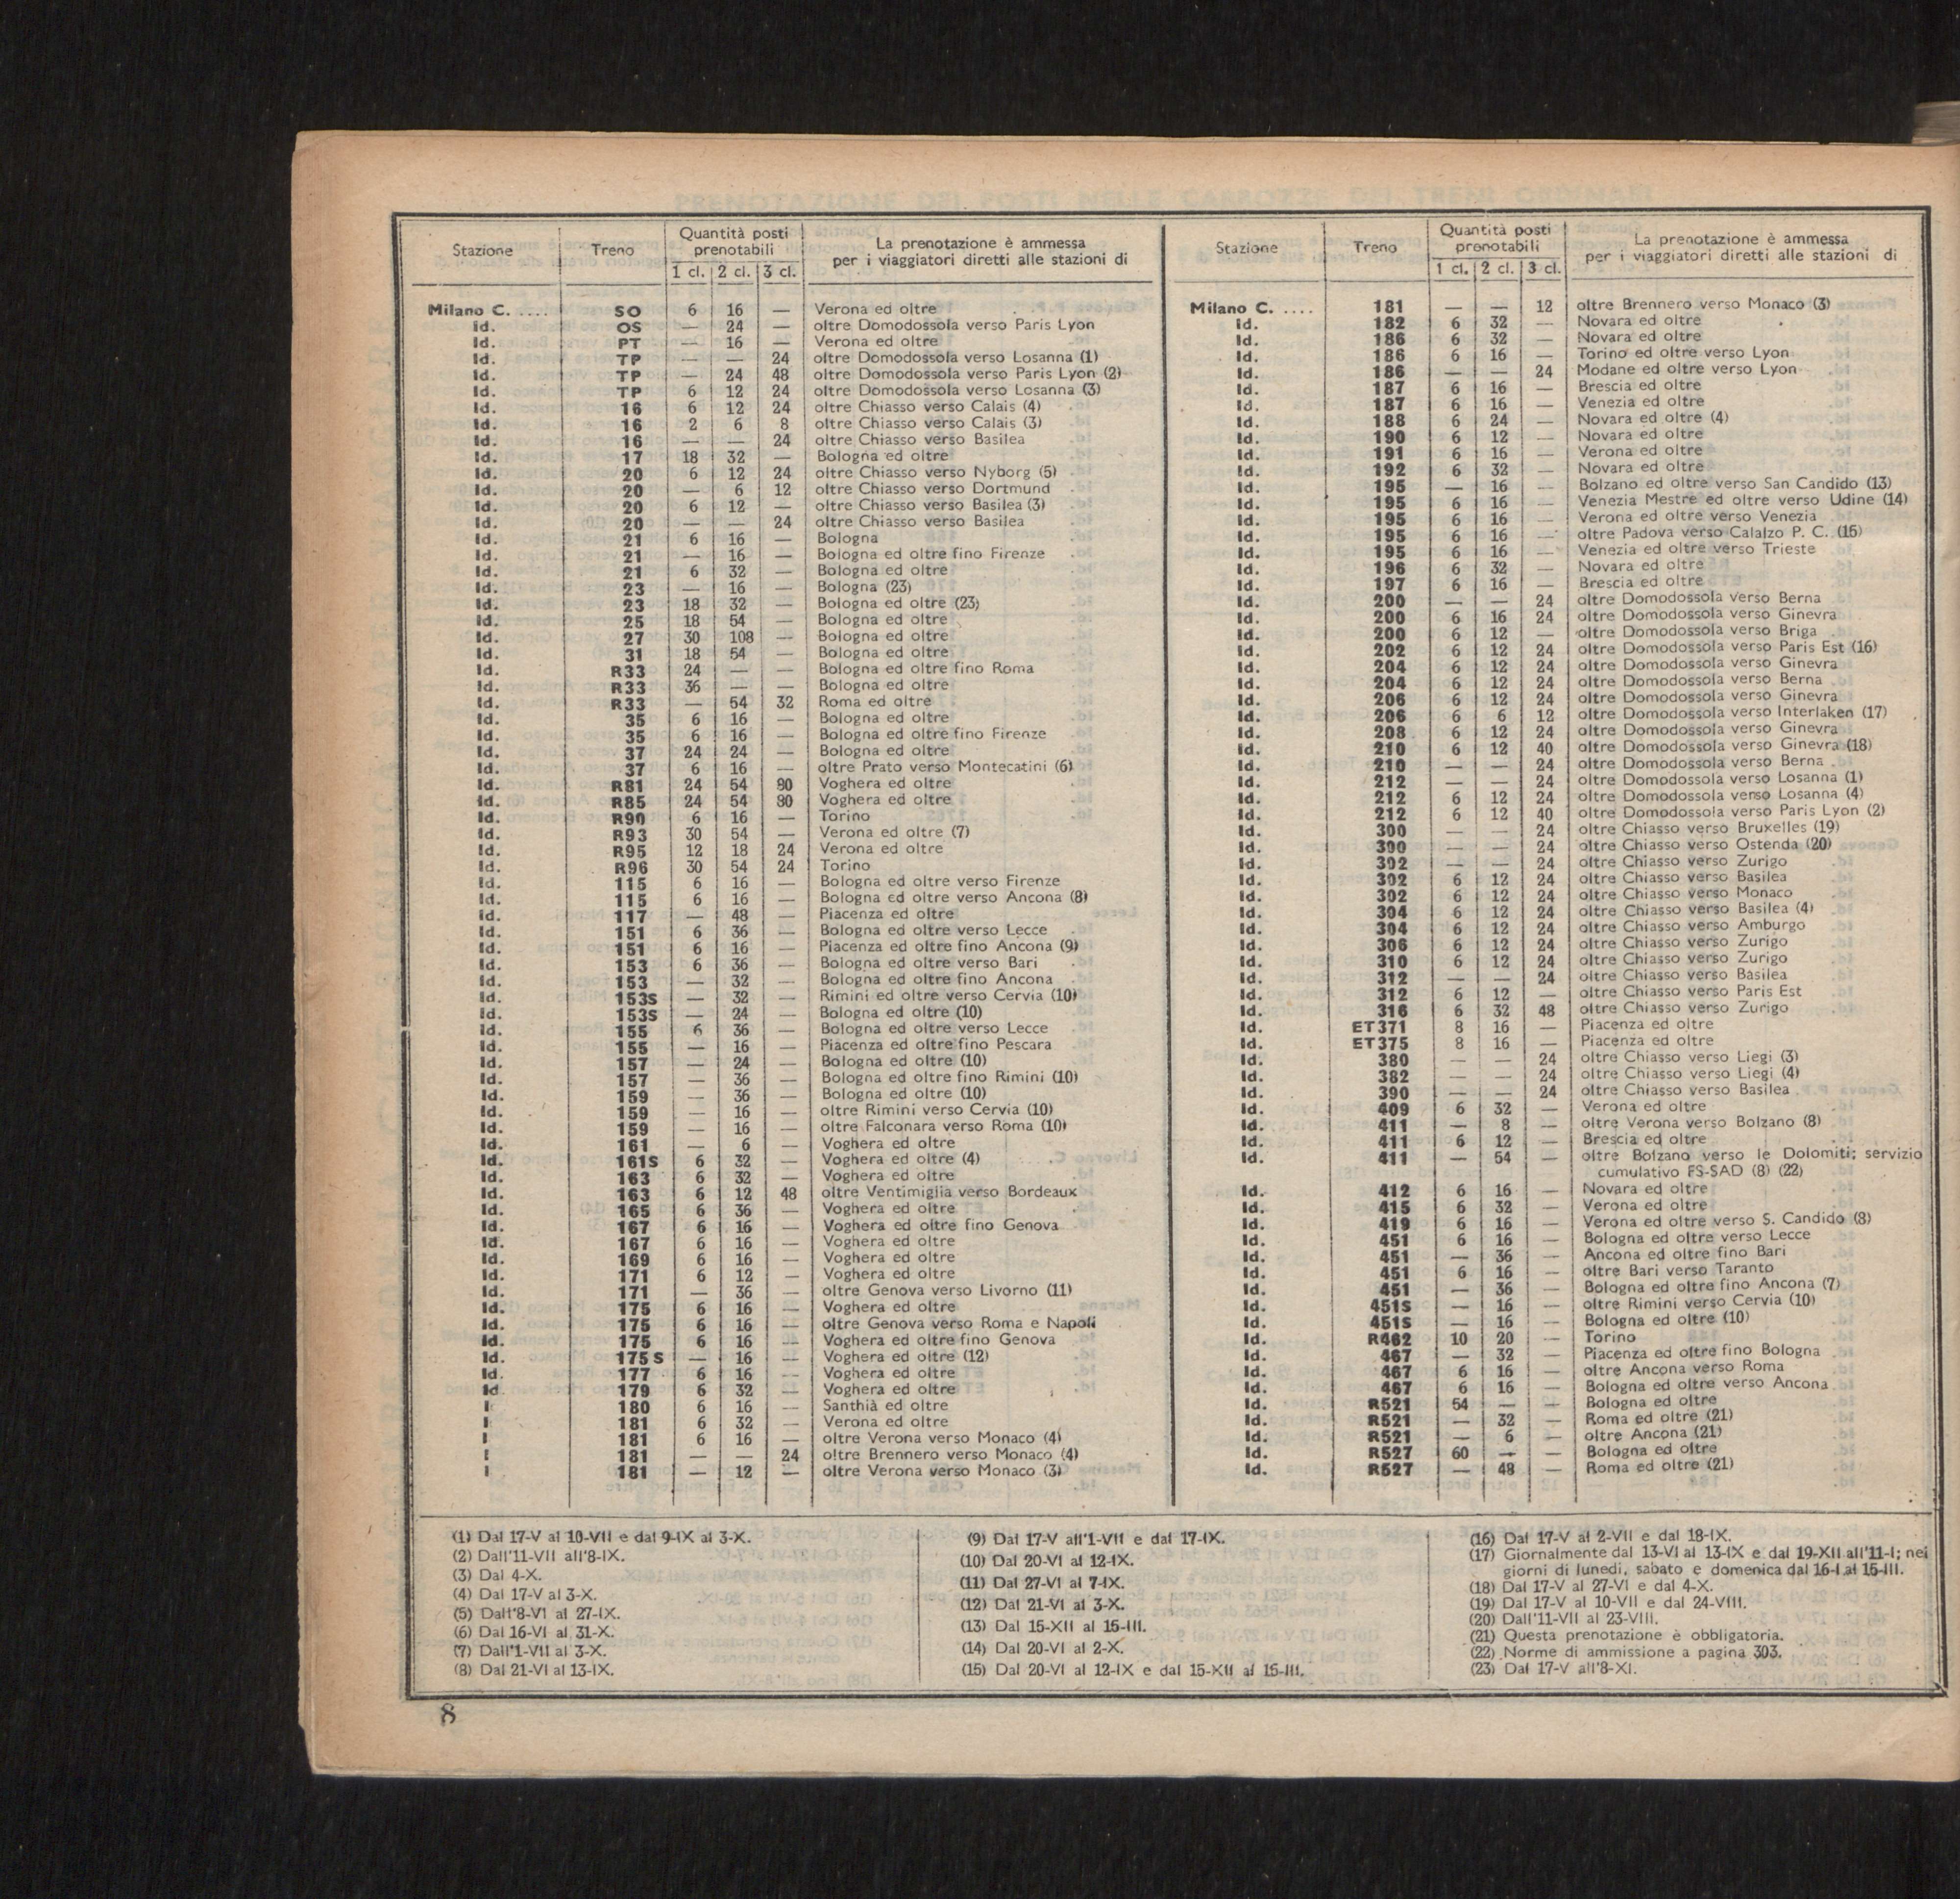 Stazione Treno Quantità posti prenotabili La prenotazione è ammessa per i viaggiatori diretti alle stazioni di
1 cl. 2 cl. 3 cl.
Milano C. .... SO 6 16 — Verona ed oltre
Id. OS — 24 — oltre Domodossola verso Paris Lyon
Id. PT — 16 — Verona ed oltre
Id. TP — — 24 oltre Domodossola verso Losanna (1)
Id. TP — 24 48 oltre Domodossola verso Paris Lyon (2)
Id. TP 6 12 24 oltre Domodossola verso Losanna (3)
Id. 16 6 12 24 oltre Chiasso verso Calais (4)
Id. 16 2 6 8 oltre Chiasso verso Calais (3)
Id. 16 — — 24 oltre Chiasso verso Basilea
Id. 17 18 32 — Bologna ed oltre
Id. 20 6 12 24 oltre Chiasso verso Nyborg (5)
Id. 20 — 6 12 oltre Chiasso verso Dortmund
Id. 20 6 12 — oltre Chiasso verso Basilea (3)
Id. 20 — — 24 oltre Chiasso verso Basilea
Id. 21 6 16 — Bologna
Id. 21 — 16 — Bologna ed oltre fino Firenze
Id. 21 6 32 — Bologna ed oltre
Id. 23 — 16 — Bologna (23)
Id. 23 18 32 — Bologna ed oltre (23)
Id. 25 18 54 — Bologna ed oltre
Id. 27 30 108 — Bologna ed oltre
Id. 31 18 54 — Bologna ed oltre
Id. R33 24 — — Bologna ed oltre fino Roma
Id. R33 36 — — Bologna ed oltre
Id. R33 — 54 32 Roma ed oltre
Id. 35 6 16 — Bologna ed oltre
Id. 35 6 16 — Bologna ed oltre fino Firenze
Id. 37 24 24 — Bologna ed oltre
Id. 37 6 16 — oltre Prato verso Montecatini (6)
Id. R81 24 54 80 Voghera ed oltre
Id. R85 24 54 80 Voghera ed oltre
Id. R90 6 16 — Torino
Id. R93 30 54 — Verona ed oltre (7)
Id. R95 12 18 24 Verona ed oltre
Id. R96 30 54 24 Torino
Id. 115 6 16 — Bologna ed oltre verso Firenze
Id. 115 6 16 — Bologna ed oltre verso Ancona (8)
Id. 117 — 48 — Piacenza ed oltre
Id. 151 6 36 — Bologna ed oltre verso Lecce
Id. 151 6 16 — Piacenza ed oltre fino Ancona (9)
Id. 153 6 36 — Bologna ed oltre verso Bari
Id. 153 — 32 — Bologna ed oltre fino Ancona
Id. 153S — 32 — Rimini ed oltre verso Cervia (10)
Id. 153S — 24 — Bologna ed oltre (10)
Id. 155 6 36 — Bologna ed oltre verso Lecce
Id. 155 — 16 — Piacenza ed oltre fino Pescara
Id. 157 — 24 — Bologna ed oltre (10)
Id. 157 — 36 — Bologna ed oltre fino Rimini (10)
Id. 159 — 36 — Bologna ed oltre (10)
Id. 159 — 16 — oltre Rimini verso Cervia (10)
Id. 159 — 16 — oltre Falconara verso Roma (10)
Id. 161 — 6 — Voghera ed oltre
Id. 161S 6 32 — Voghera ed oltre (4)
Id. 163 6 32 — Voghera ed oltre
Id. 163 6 12 48 oltre Ventimiglia verso Bordeaux
Id. 165 6 36 — Voghera ed oltre
Id. 167 6 16 — Voghera ed oltre fino Genova
Id. 167 6 16 — Voghera ed oltre
Id. 169 6 16 — Voghera ed oltre
Id. 171 6 12 — Voghera ed oltre
Id. 171 — 36 — oltre Genova verso Livorno (11)
Id. 175 6 16 — Voghera ed oltre
Id. 175 6 16 — oltre Genova verso Roma e Napoli
Id. 175 6 16 — Voghera ed oltre fino Genova
Id. 175 S — 16 — Voghera ed oltre (12)
Id. 177 6 16 — Voghera ed oltre
Id. 179 6 32 — Voghera ed oltre
I 180 6 16 — Santhià ed oltre
I 181 6 32 — Verona ed oltre
I 181 6 16 — oltre Verona verso Monaco (4)
I 181 — — 24 oltre Brennero verso Monaco (4)
I 181 — 12 — oltre Verona verso Monaco (3)
Stazione Treno Quantità posti prenotabili La prenotazione è ammessa per i viaggiatori diretti alle stazioni di
1 cl. 2 cl. 3 cl.
Milano C. .... 181 — — 12 oltre Brennero verso Monaco (3)
Id. 182 6 32 — Novara ed oltre
Id. 186 6 32 — Novara ed oltre
Id. 186 6 16 — Torino ed oltre verso Lyon
Id. 186 — — 24 Modane ed oltre verso Lyon
Id. 187 6 16 — Brescia ed oltre
Id. 187 6 16 — Venezia ed oltre
Id. 188 6 24 — Novara ed oltre (4)
Id. 190 6 12 — Novara ed oltre
Id. 191 6 16 — Verona ed oltre
Id. 192 6 32 — Novara ed oltre
Id. 195 — 16 — Bolzano ed oltre verso San Candido (13)
Id. 195 6 16 — Venezia Mestre ed oltre verso Udine (14)
Id. 195 6 16 — Verona ed oltre verso Venezia
Id. 195 6 16 — oltre Padova verso Calalzo P. C. (15)
Id. 195 6 16 — Venezia ed oltre verso Trieste
Id. 196 6 32 — Novara ed oltre
Id. 197 6 16 — Brescia ed oltre
Id. 200 — — 24 oltre Domodossola verso Berna
Id. 200 6 16 24 oltre Domodossola verso Ginevra
Id. 200 6 12 — oltre Domodossola verso Briga
Id. 202 6 12 24 oltre Domodossola verso Paris Est (16)
Id. 204 6 12 24 oltre Domodossola verso Ginevra
Id. 204 6 12 24 oltre Domodossola verso Berna
Id. 206 6 12 24 oltre Domodossola verso Ginevra
Id. 206 6 6 12 oltre Domodossola verso Interlaken (17)
Id. 208 6 12 24 oltre Domodossola verso Ginevra
Id. 210 6 12 40 oltre Domodossola verso Ginevra (18)
Id. 210 — — 24 oltre Domodossola verso Berna
Id. 212 — — 24 oltre Domodossola verso Losanna (1)
Id. 212 6 12 24 oltre Domodossola verso Losanna (4)
Id. 212 6 12 40 oltre Domodossola verso Paris Lyon (2)
Id. 300 — — 24 oltre Chiasso verso Bruxelles (19)
Id. 300 — — 24 oltre Chiasso verso Ostenda (20)
Id. 302 — — 24 oltre Chiasso verso Zurigo
Id. 302 6 12 24 oltre Chiasso verso Basilea
Id. 302 6 12 24 oltre Chiasso verso Monaco
Id. 304 6 12 24 oltre Chiasso verso Basilea (4)
Id. 304 6 12 24 oltre Chiasso verso Amburgo
Id. 306 6 12 24 oltre Chiasso verso Zurigo
Id. 310 6 12 24 oltre Chiasso verso Zurigo
Id. 312 — — 24 oltre Chiasso verso Basilea
Id. 312 6 12 — oltre Chiasso verso Paris Est
Id. 316 6 32 48 oltre Chiasso verso Zurigo
Id. ET371 8 16 — Piacenza ed oltre
Id. ET375 8 16 — Piacenza ed oltre
Id. 380 — — 24 oltre Chiasso verso Liegi (3)
Id. 382 — — 24 oltre Chiasso verso Liegi (4)
Id. 390 — — 24 oltre Chiasso verso Basilea
Id. 409 6 32 — Verona ed oltre
Id. 411 — 8 — oltre Verona verso Bolzano (8)
Id. 411 6 12 — Brescia ed oltre
Id. 411 — 54 — oltre Bolzano verso le Dolomiti; servizio
cumulativo FS-SAD (8) (22)
Id. 412 6 16 — Novara ed oltre
Id. 415 6 32 — Verona ed oltre
Id. 419 6 16 — Verona ed oltre verso S. Candido (8)
Id. 451 6 16 — Bologna ed oltre verso Lecce
Id. 451 — 36 — Ancona ed oltre fino Bari
Id. 451 6 16 — oltre Bari verso Taranto
Id. 451 — 36 — Bologna ed oltre fino Ancona (7)
Id. 451S — 16 — oltre Rimini verso Cervia (10)
Id. 451S — 16 — Bologna ed oltre (10)
Id. R462 10 20 — Torino
Id. 467 — 32 — Piacenza ed oltre fino Bologna
Id. 467 6 16 — oltre Ancona verso Roma
Id. 467 6 16 — Bologna ed oltre verso Ancona
Id. R521 54 — — Bologna ed oltre
Id. R521 — 32 — Roma ed oltre (21)
Id. R521 — 6 — oltre Ancona (21)
Id. R527 60 — — Bologna ed oltre
Id. R527 — 48 — Roma ed oltre (21)
(1) Dal 17-V al 10-VII e dal 9-IX al 3-X.
(2) Dall'11-VII all'8-IX.
(3) Dal 4-X.
(4) Dal 17-V al 3-X.
(5) Dall'8-VI al 27-IX.
(6) Dal 16-VI al 31-X.
(7) Dall'1-VII al 3-X.
(8) Dal 21-VI al 13-IX.
(9) Dal 17-V all'1-VII e dal 17-IX.
(10) Dal 20-VI al 12-IX.
(11) Dal 27-VI al 7-IX.
(12) Dal 21-VI al 3-X.
(13) Dal 15-XII al 15-III.
(14) Dal 20-VI al 2-X.
(15) Dal 20-VI al 12-IX e dal 15-XII al 15-III.
(16) Dal 17-V al 2-VII e dal 18-IX.
(17) Giornalmente dal 13-VI al 13-IX e dal 19-XII all'11-I; nei
giorni di lunedi, sabato e domenica dal 16-I al 15-III.
(18) Dal 17-V al 27-VI e dal 4-X.
(19) Dal 17-V al 10-VII e dal 24-VIII.
(20) Dall'11-VII al 23-VIII.
(21) Questa prenotazione è obbligatoria.
(22) Norme di ammissione a pagina 303.
(23) Dal 17-V all'8-XI.
8